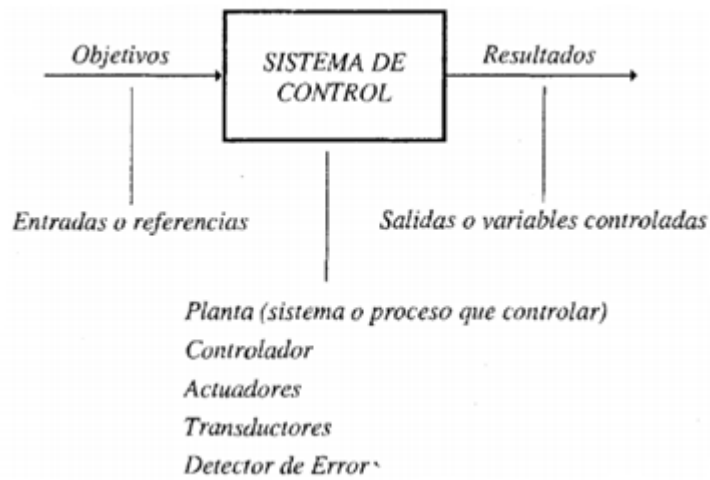 Objetivos
SISTEMA DE
CONTROL
Resultados
Entradas o referencias
Salidas o variables controladas
Planta (sistema o proceso que controlar)
Controlador
Actuadores
Transductores
Detector de Error